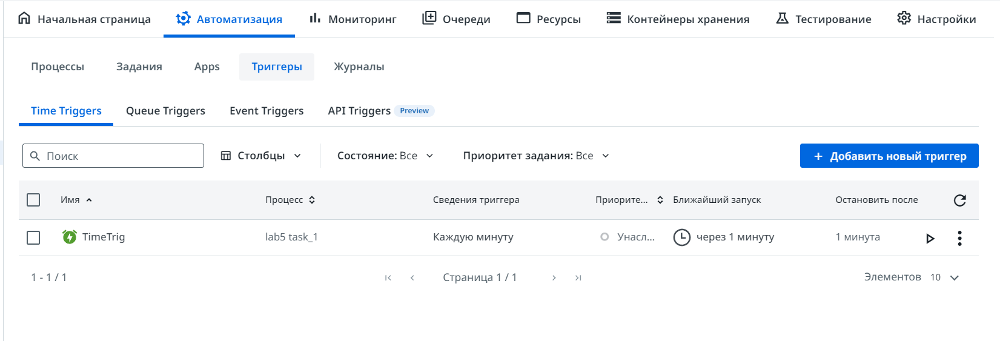 Начальная страница Автоматизация Мониторинг Очереди Ресурсы Контейнеры хранения Тестирование Настройки
Процессы Задания Apps Триггеры Журналы
Time Triggers Queue Triggers Event Triggers API Triggers Preview
Поиск Столбцы Состояние: Все Приоритет задания: Все + Добавить новый триггер
Имя Процесс Сведения триггера Приорите... Ближайший запуск Остановить после
TimeTrig lab5 task_1 Каждую минуту Унасл... через 1 минуту 1 минута
1 - 1 / 1 Страница 1 / 1 Элементов 10